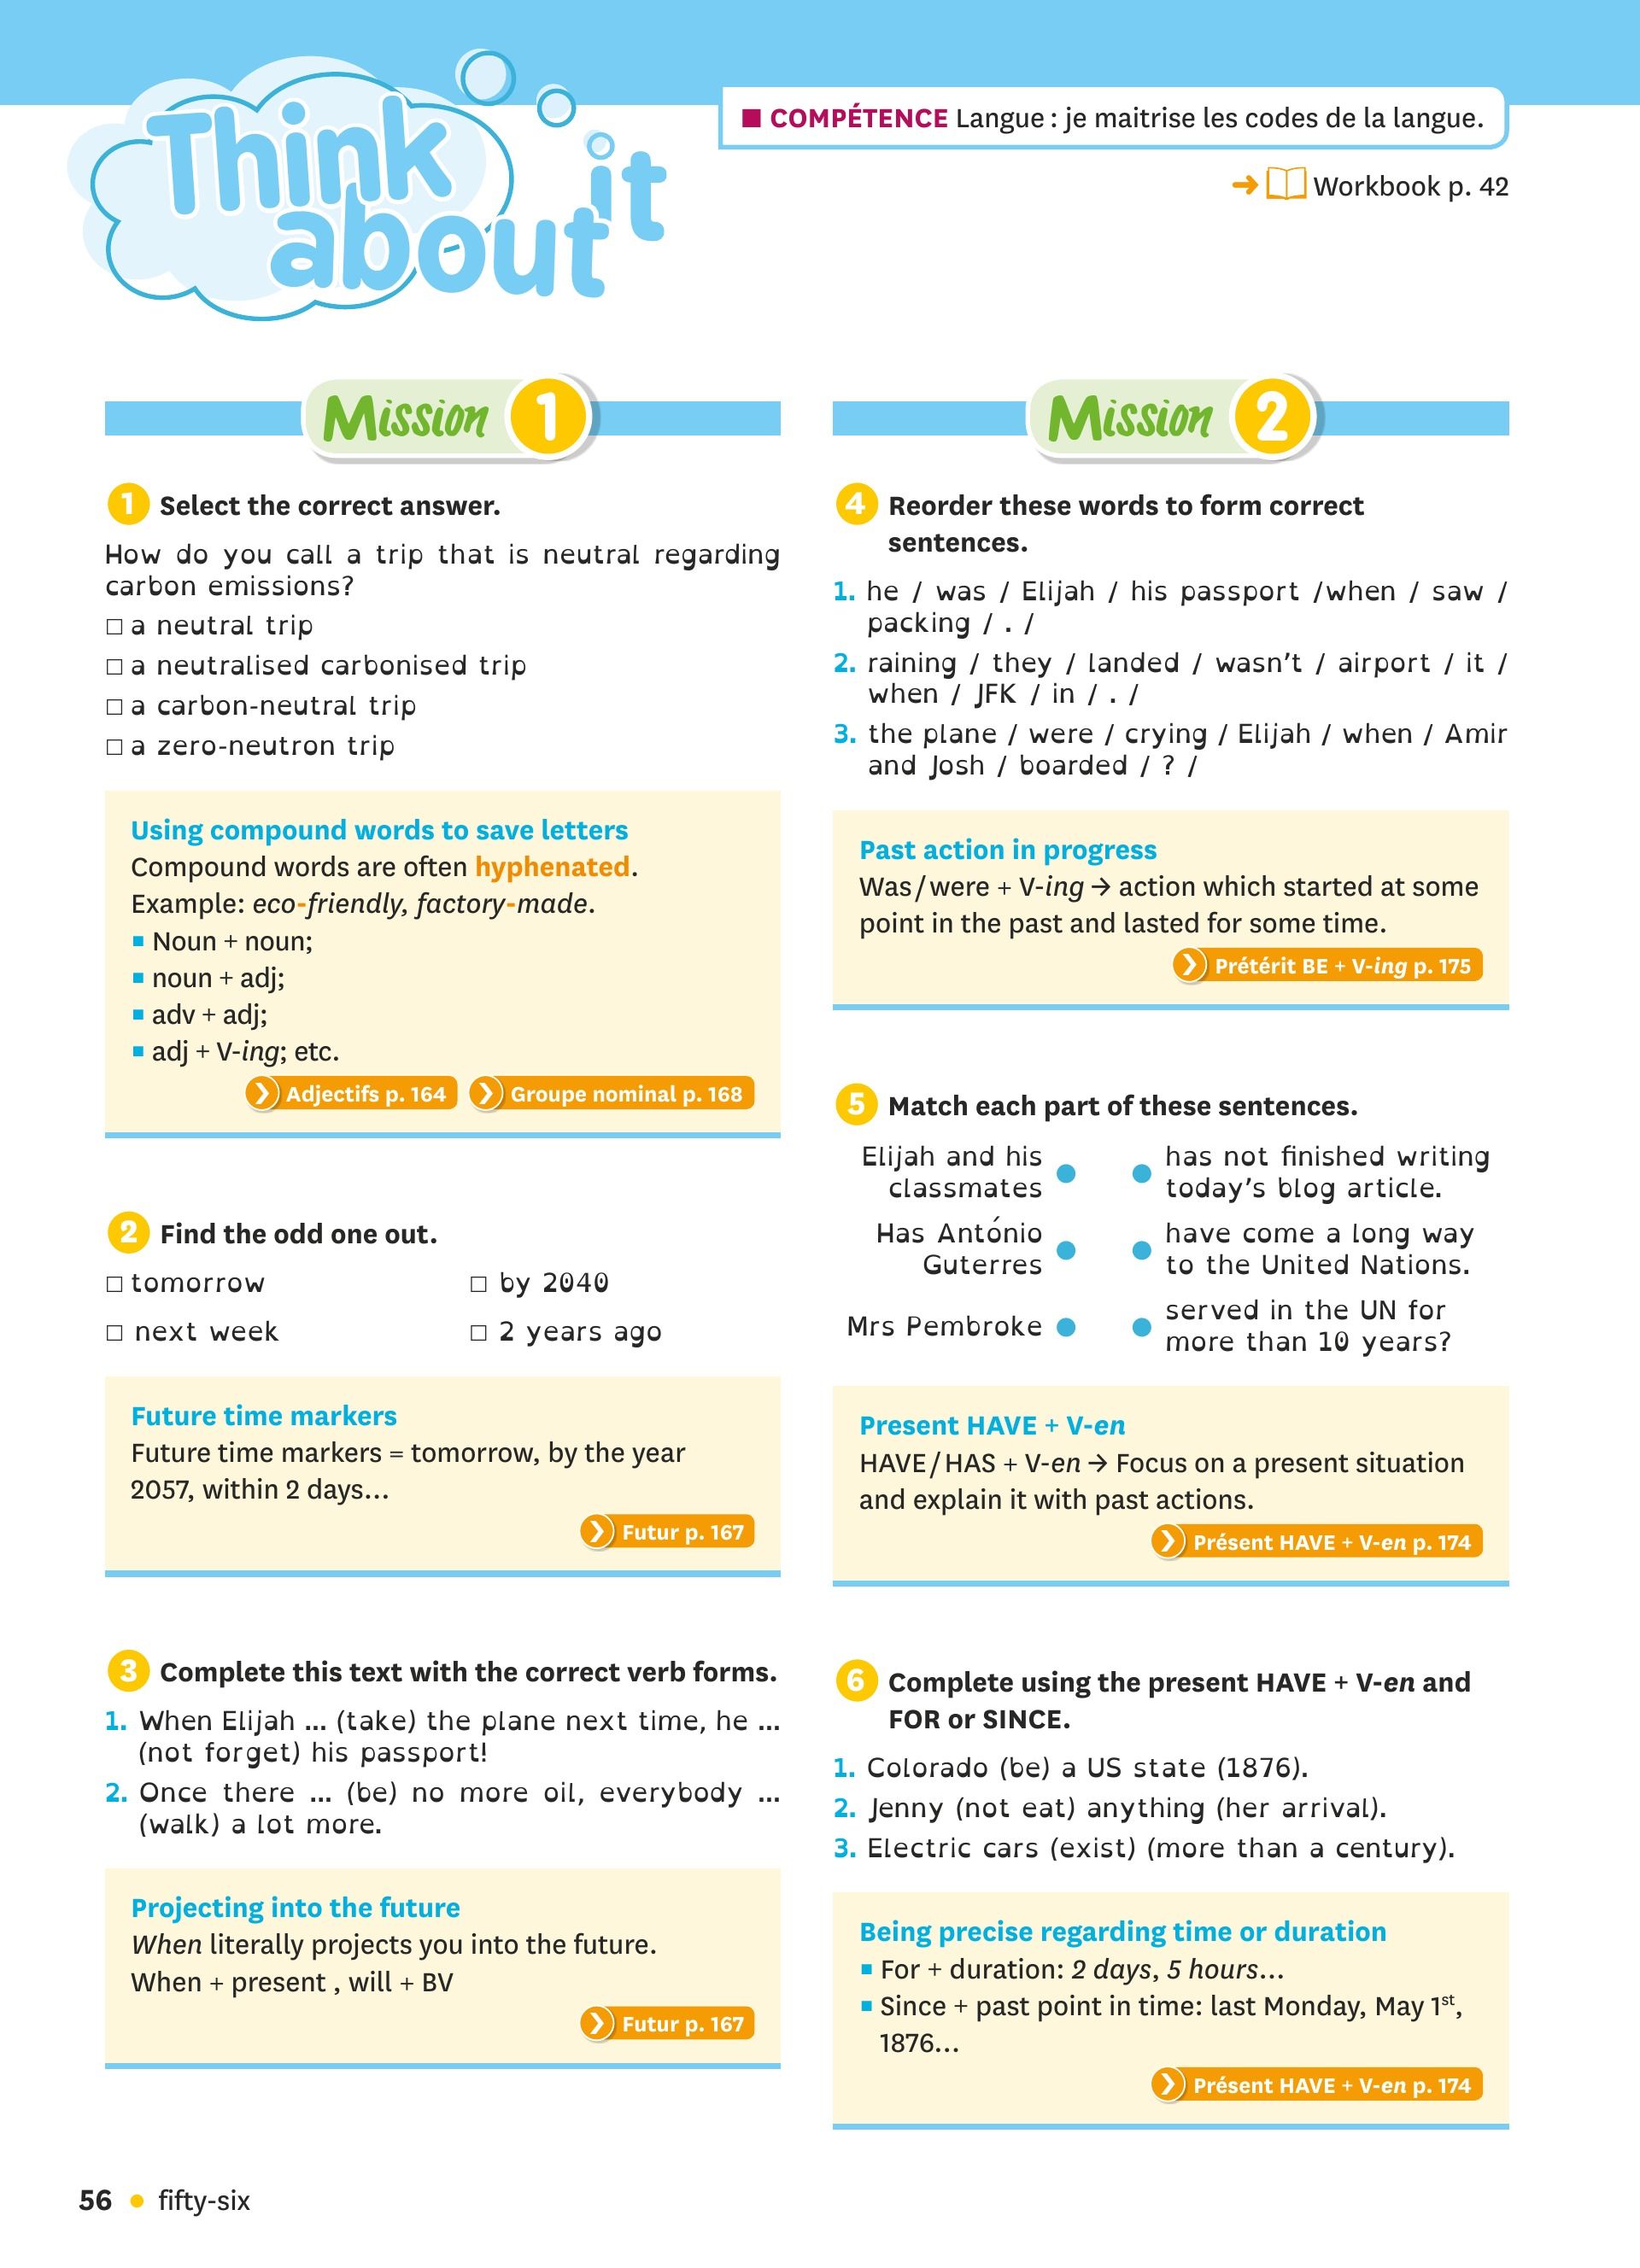 Think
about it
■ COMPÉTENCE Langue : je maitrise les codes de la langue.
➜ Workbook p. 42
Mission 1
1 Select the correct answer.
How do you call a trip that is neutral regarding
carbon emissions?
□ a neutral trip
□ a neutralised carbonised trip
□ a carbon-neutral trip
□ a zero-neutron trip
Using compound words to save letters
Compound words are often hyphenated.
Example: eco-friendly, factory-made.
■ Noun + noun;
■ noun + adj;
■ adv + adj;
■ adj + V-ing; etc.
❯ Adjectifs p. 164 ❯ Groupe nominal p. 168
2 Find the odd one out.
□ tomorrow □ by 2040
□ next week □ 2 years ago
Future time markers
Future time markers = tomorrow, by the year
2057, within 2 days...
❯ Futur p. 167
3 Complete this text with the correct verb forms.
1. When Elijah ... (take) the plane next time, he ...
(not forget) his passport!
2. Once there ... (be) no more oil, everybody ...
(walk) a lot more.
Projecting into the future
When literally projects you into the future.
When + present , will + BV
❯ Futur p. 167
Mission 2
4 Reorder these words to form correct
sentences.
1. he / was / Elijah / his passport /when / saw /
packing / . /
2. raining / they / landed / wasn't / airport / it /
when / JFK / in / . /
3. the plane / were / crying / Elijah / when / Amir
and Josh / boarded / ? /
Past action in progress
Was/were + V-ing → action which started at some
point in the past and lasted for some time.
❯ Prétérit BE + V-ing p. 175
5 Match each part of these sentences.
Elijah and his ● ● has not finished writing
classmates today's blog article.
Has António ● ● have come a long way
Guterres to the United Nations.
Mrs Pembroke ● ● served in the UN for
more than 10 years?
Present HAVE + V-en
HAVE/HAS + V-en → Focus on a present situation
and explain it with past actions.
❯ Présent HAVE + V-en p. 174
6 Complete using the present HAVE + V-en and
FOR or SINCE.
1. Colorado (be) a US state (1876).
2. Jenny (not eat) anything (her arrival).
3. Electric cars (exist) (more than a century).
Being precise regarding time or duration
■ For + duration: 2 days, 5 hours...
■ Since + past point in time: last Monday, May 1st,
1876...
❯ Présent HAVE + V-en p. 174
56 ● fifty-six